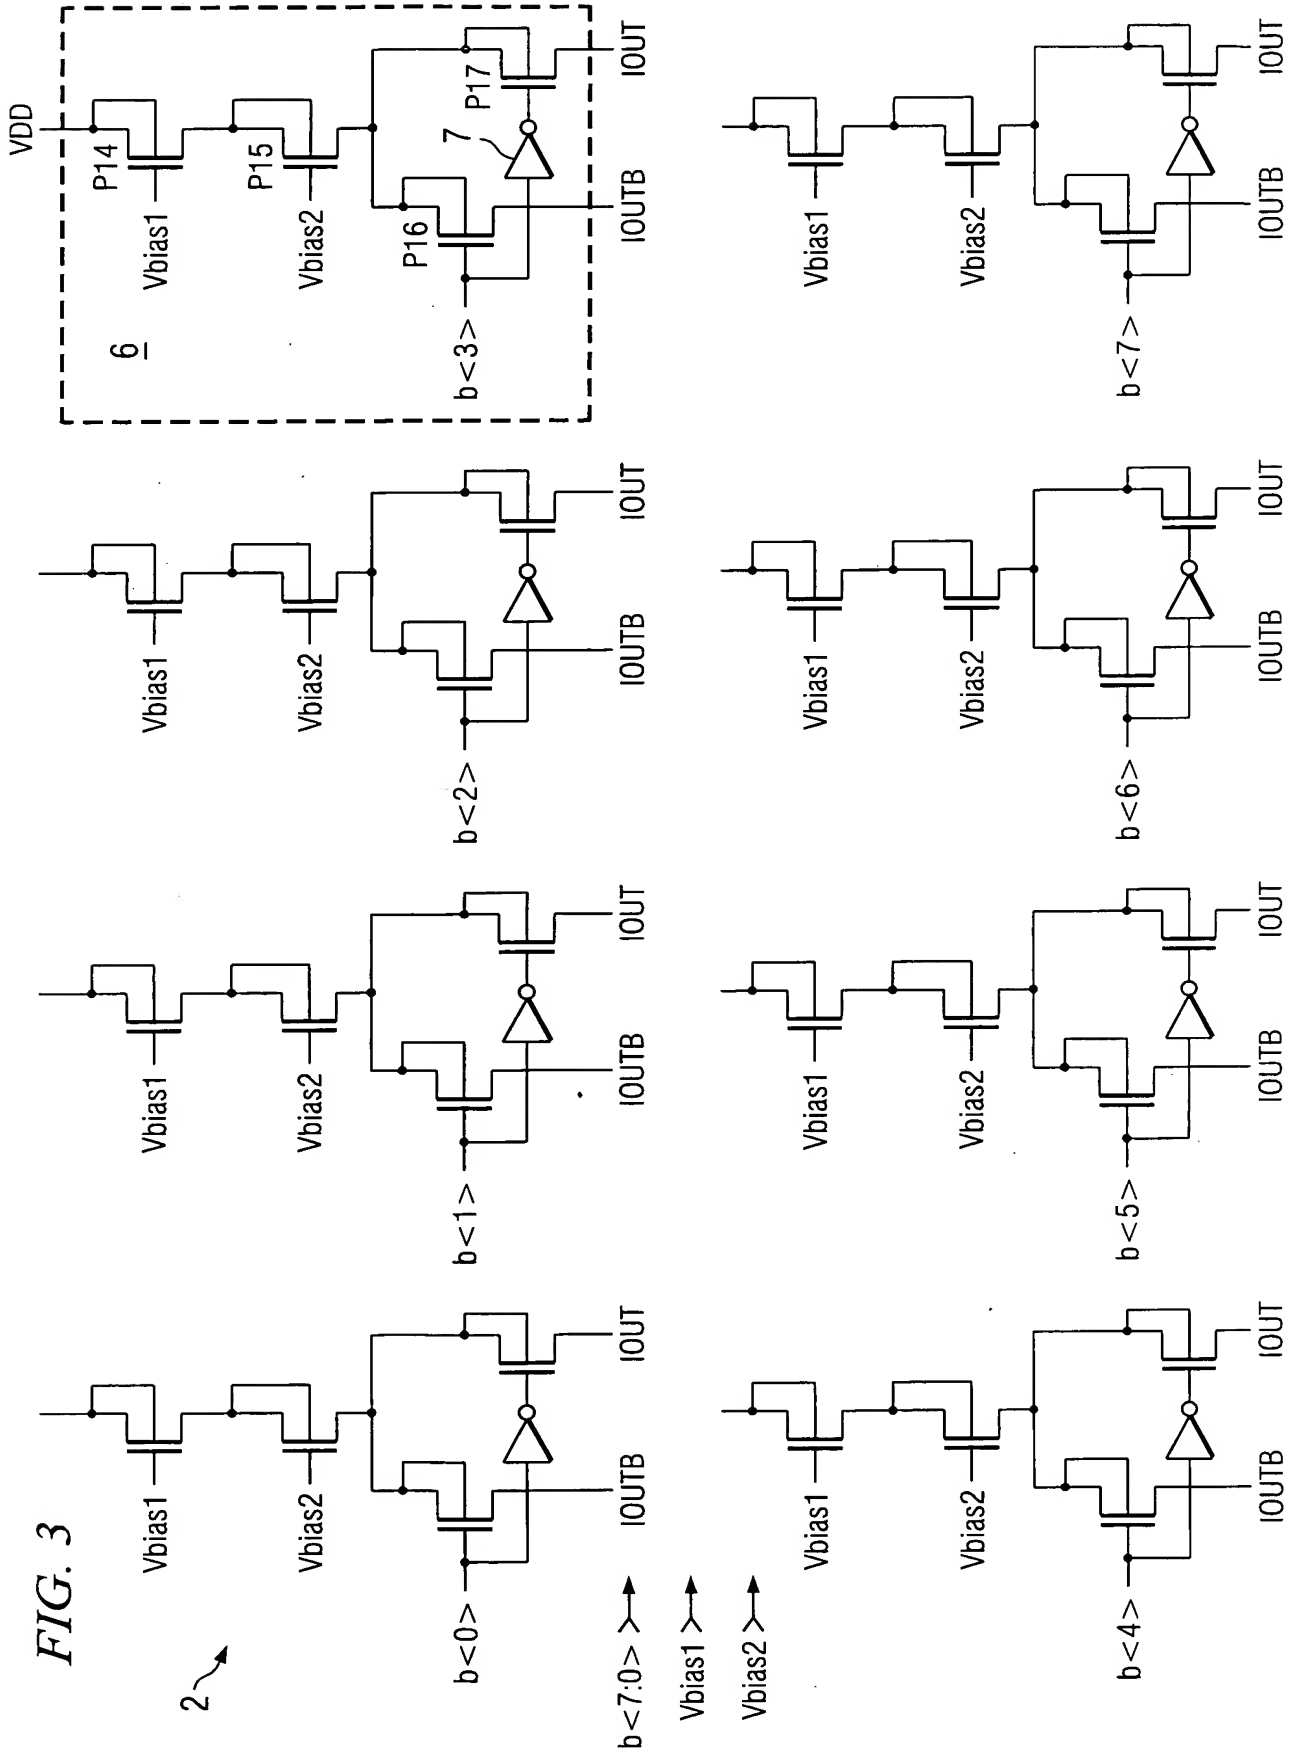 FIG. 3
2
VDD
6
Vbias1
Vbias1
Vbias1
Vbias1
P14
Vbias2
Vbias2
Vbias2
Vbias2
P15
b<0>
b<1>
b<2>
b<3>
P16
7
P17
IOUTB
IOUT
IOUTB
IOUT
IOUTB
IOUT
IOUTB
IOUT
b<7:0>
Vbias1
Vbias2
Vbias1
Vbias1
Vbias1
Vbias1
Vbias2
Vbias2
Vbias2
Vbias2
b<4>
b<5>
b<6>
b<7>
IOUTB
IOUT
IOUTB
IOUT
IOUTB
IOUT
IOUTB
IOUT